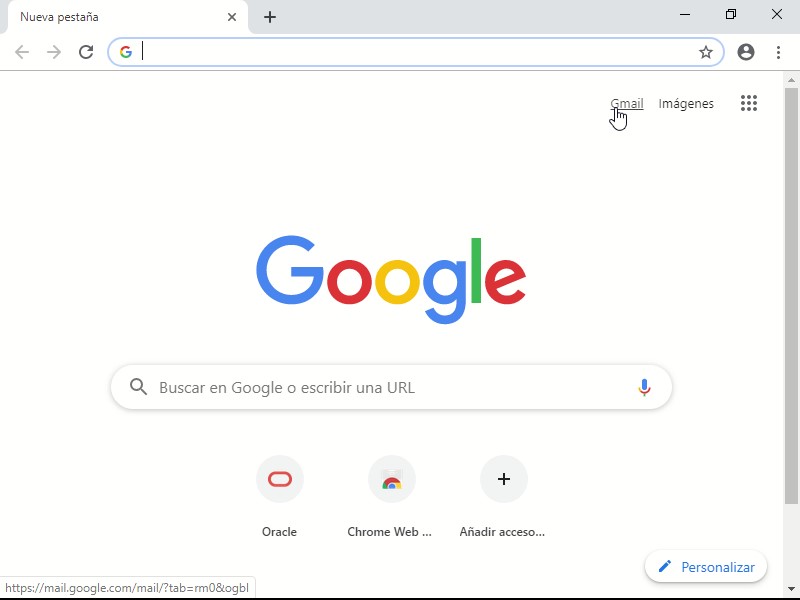 Nueva pestaña
Gmail Imágenes
Google
Buscar en Google o escribir una URL
Oracle Chrome Web ... Añadir acceso...
Personalizar
https://mail.google.com/mail/?tab=rm0&ogbl